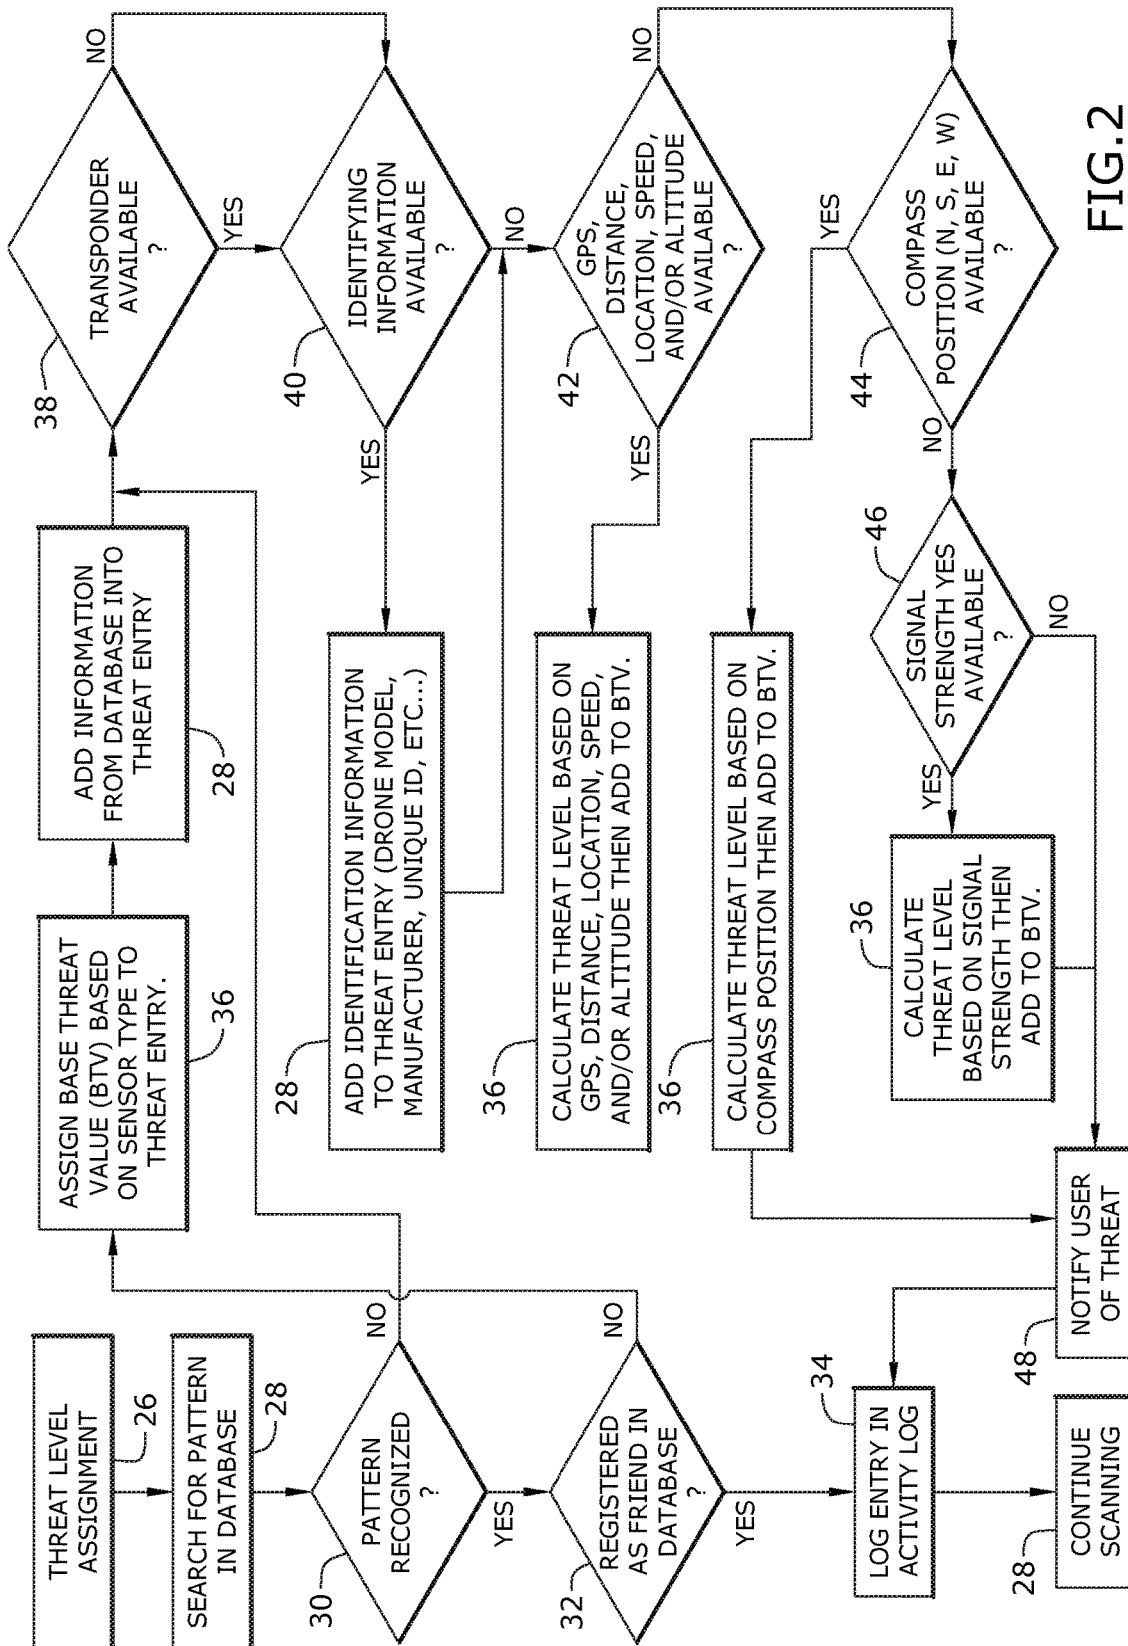 THREAT LEVEL
ASSIGNMENT
26
SEARCH FOR PATTERN
IN DATABASE
28
PATTERN
RECOGNIZED
?
30
NO
YES
REGISTERED
AS FRIEND IN
DATABASE
?
32
NO
YES
LOG ENTRY IN
ACTIVITY LOG
34
CONTINUE
SCANNING
28
NOTIFY USER
OF THREAT
48
ASSIGN BASE THREAT
VALUE (BTV) BASED
ON SENSOR TYPE TO
THREAT ENTRY.
36
ADD INFORMATION
FROM DATABASE INTO
THREAT ENTRY
28
TRANSPONDER
AVAILABLE
?
38
NO
YES
IDENTIFYING
INFORMATION
AVAILABLE
?
40
YES
NO
ADD IDENTIFICATION INFORMATION
TO THREAT ENTRY (DRONE MODEL,
MANUFACTURER, UNIQUE ID, ETC...)
28
GPS,
DISTANCE,
LOCATION, SPEED,
AND/OR ALTITUDE
AVAILABLE
?
42
NO
YES
CALCULATE THREAT LEVEL BASED ON
GPS, DISTANCE, LOCATION, SPEED,
AND/OR ALTITUDE THEN ADD TO BTV.
36
COMPASS
POSITION (N, S, E, W)
AVAILABLE
?
44
YES
NO
CALCULATE THREAT LEVEL BASED ON
COMPASS POSITION THEN ADD TO BTV.
36
SIGNAL
STRENGTH YES
AVAILABLE
?
46
NO
YES
CALCULATE
THREAT LEVEL
BASED ON SIGNAL
STRENGTH THEN
ADD TO BTV.
36
FIG.2